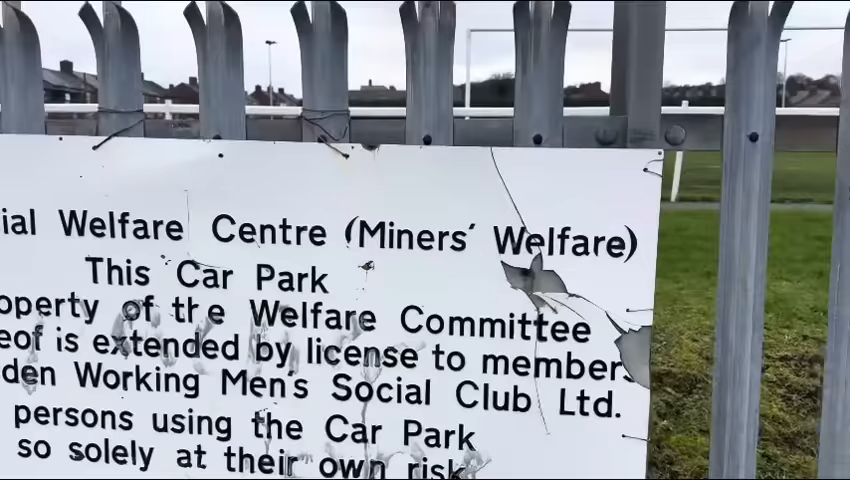 ial Welfare Centre (Miners' Welfare)
This Car Park
operty of the Welfare Committee
eof is extended by license to members
den Working Men's Social Club Ltd.
persons using the Car Park
so solely at their own risk